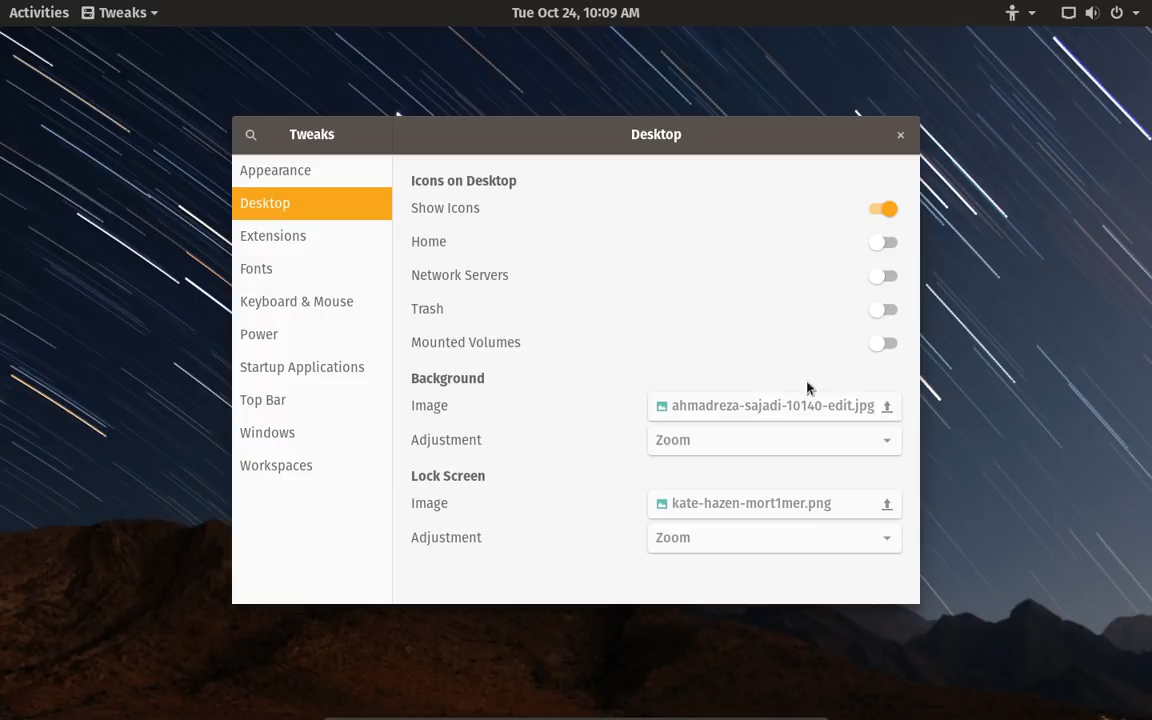 Activities Tweaks Tue Oct 24, 10:09 AM
Tweaks Desktop
Appearance
Desktop
Extensions
Fonts
Keyboard & Mouse
Power
Startup Applications
Top Bar
Windows
Workspaces
Icons on Desktop
Show Icons
Home
Network Servers
Trash
Mounted Volumes
Background
Image ahmadreza-sajadi-10140-edit.jpg
Adjustment Zoom
Lock Screen
Image kate-hazen-mort1mer.png
Adjustment Zoom